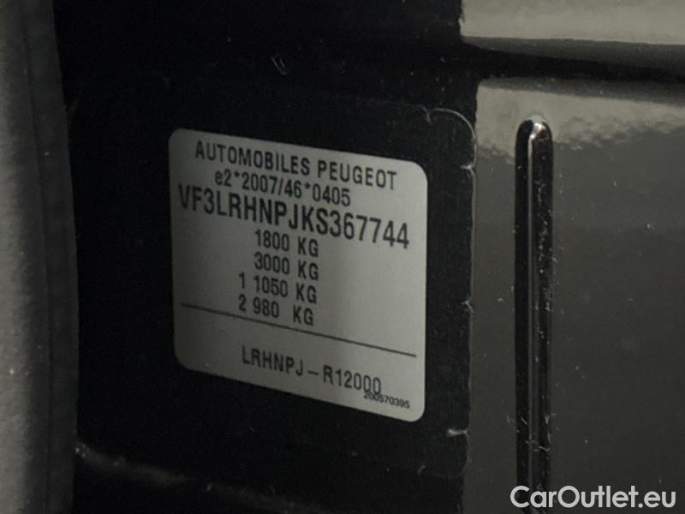 AUTOMOBILES PEUGEOT
e2*2007/46*0405
VF3LRHNPJKS367744
1800 KG
3000 KG
1 1050 KG
2 980 KG
LRHNPJ-R12000
200570395
CarOutlet.eu